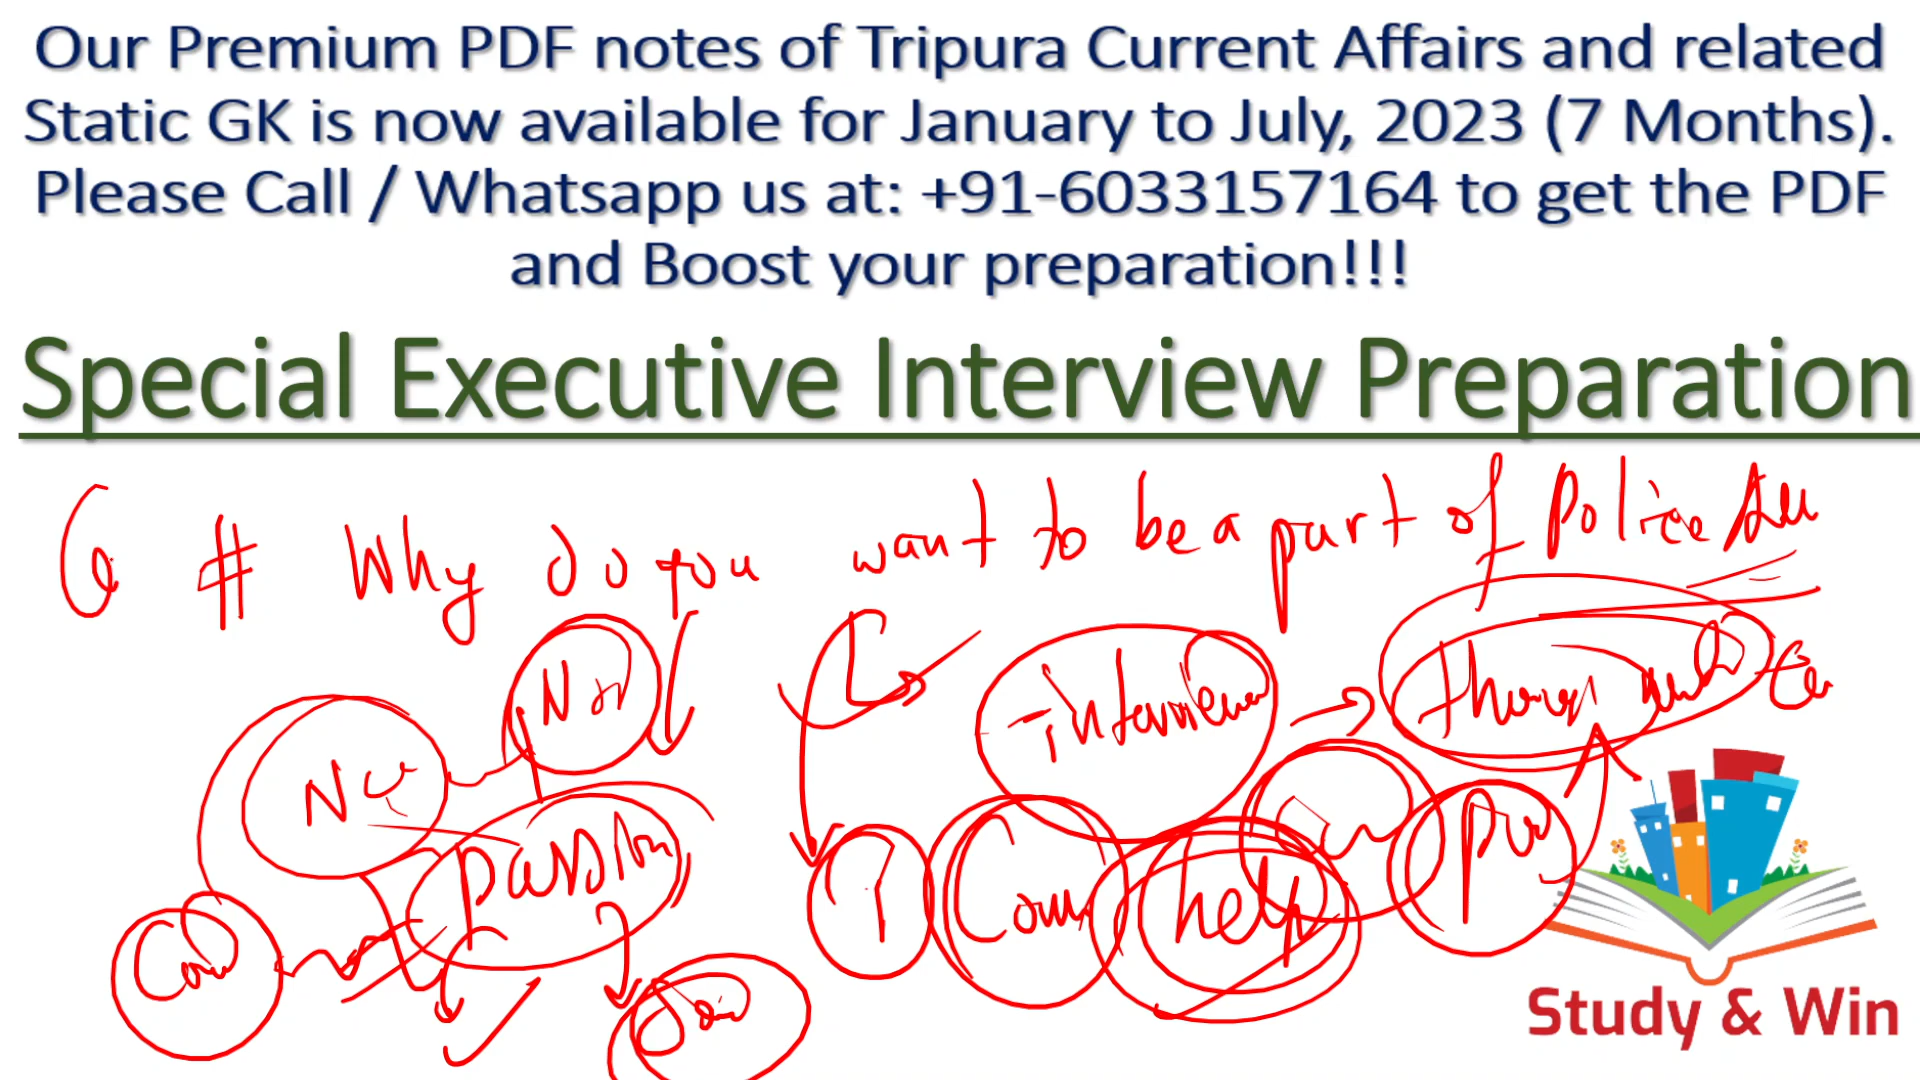 Our Premium PDF notes of Tripura Current Affairs and related
Static GK is now available for January to July, 2023 (7 Months).
Please Call / Whatsapp us at: +91-6033157164 to get the PDF
and Boost your preparation!!!
Special Executive Interview Preparation
# Why do you want to be a part of Police
interview
passion
help
Study & Win